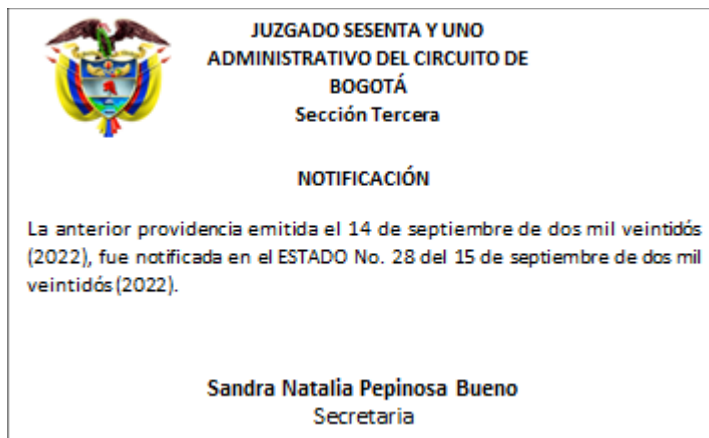 JUZGADO SESENTA Y UNO
ADMINISTRATIVO DEL CIRCUITO DE
BOGOTÁ
Sección Tercera
NOTIFICACIÓN
La anterior providencia emitida el 14 de septiembre de dos mil veintidós
(2022), fue notificada en el ESTADO No. 28 del 15 de septiembre de dos mil
veintidós (2022).
Sandra Natalia Pepinosa Bueno
Secretaria